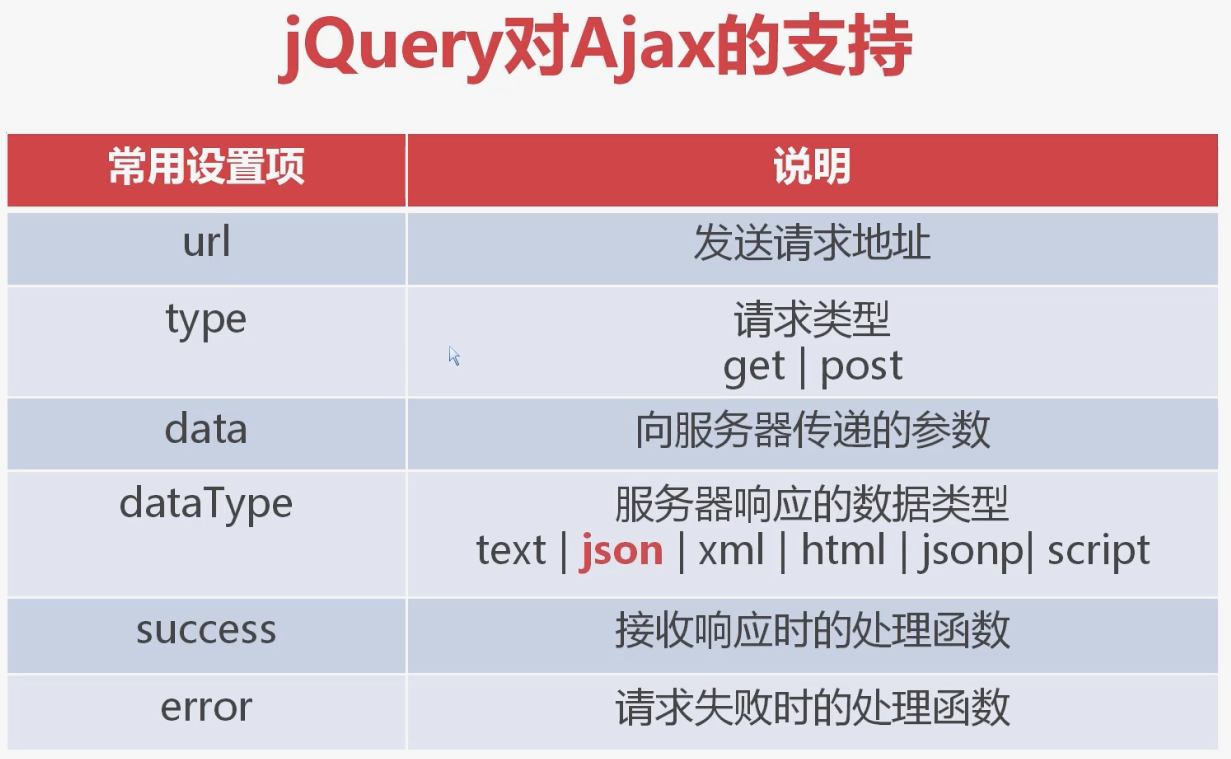 jQuery对Ajax的支持
常用设置项 说明
url 发送请求地址
type 请求类型
get | post
data 向服务器传递的参数
dataType 服务器响应的数据类型
text | json | xml | html | jsonp| script
success 接收响应时的处理函数
error 请求失败时的处理函数